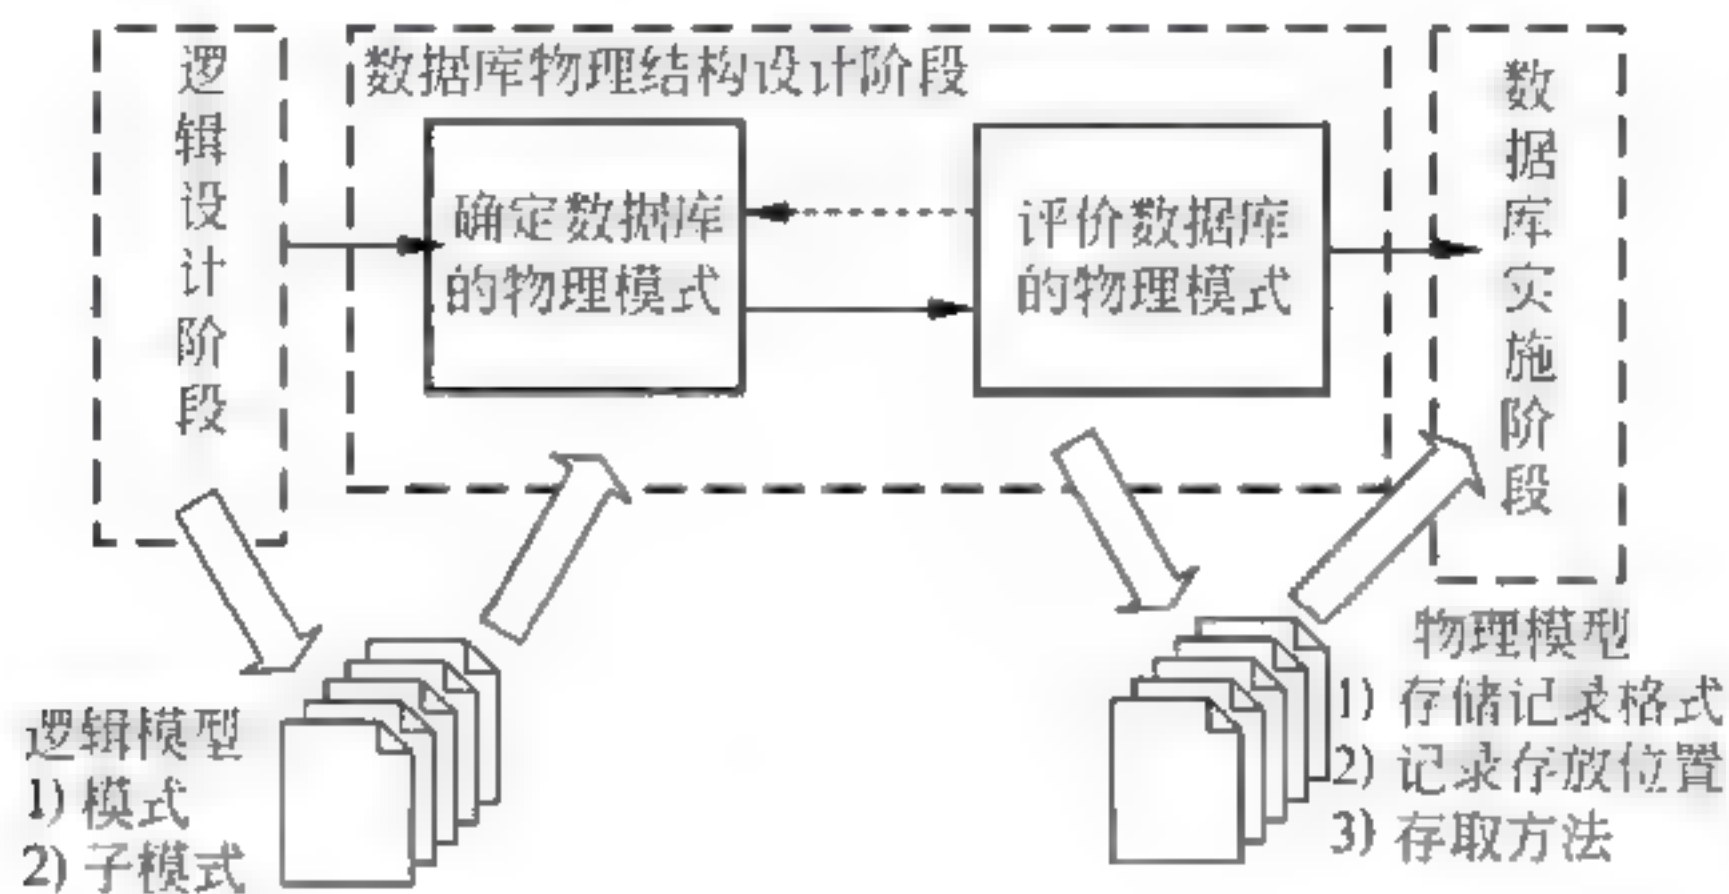 逻辑设计阶段
数据库物理结构设计阶段
确定数据库
的物理模式
评价数据库
的物理模式
数据库实施阶段
逻辑模型
1) 模式
2) 子模式
物理模型
1) 存储记录格式
2) 记录存放位置
3) 存取方法